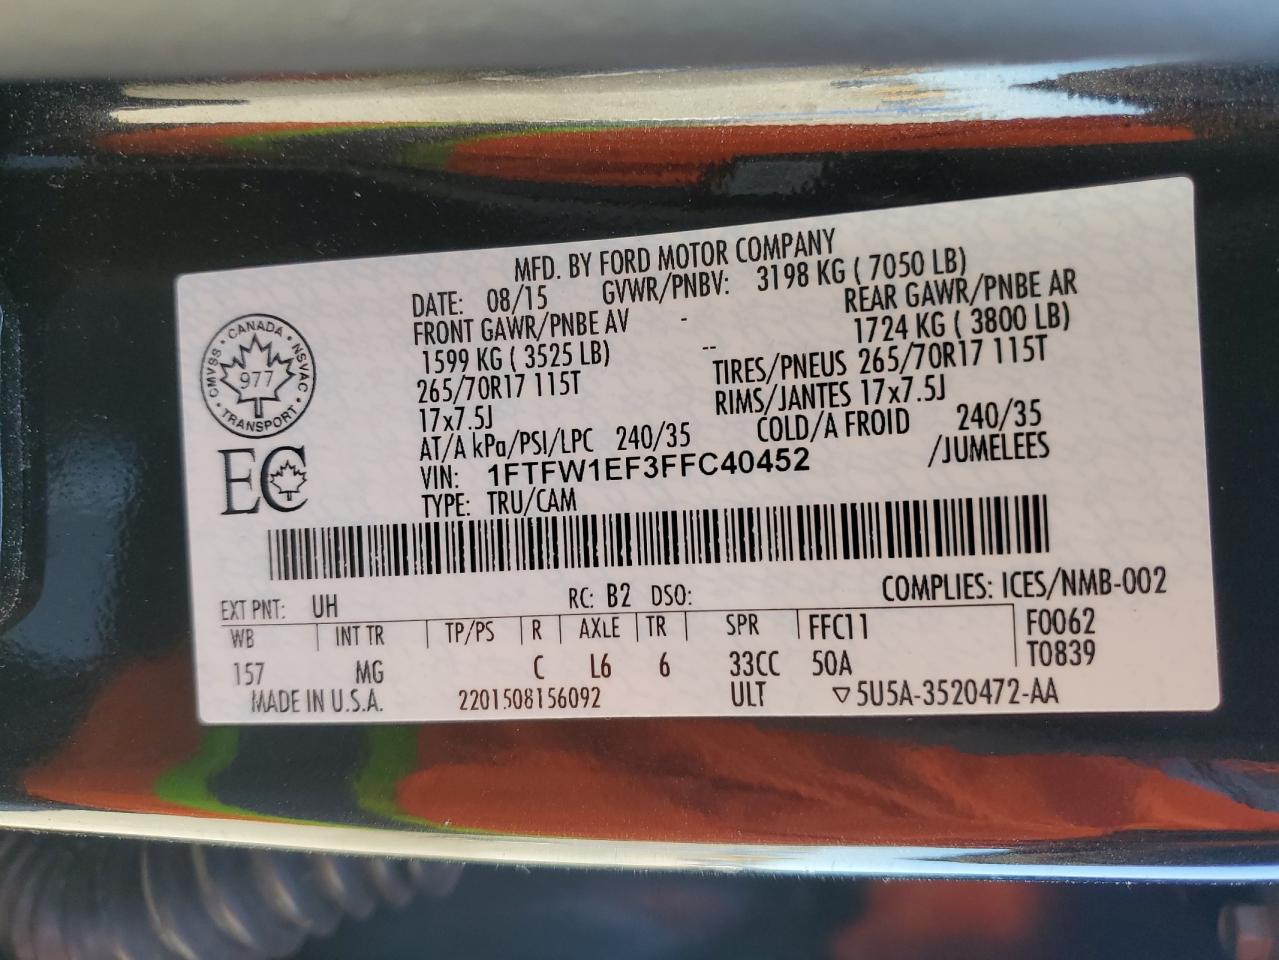 MFD. BY FORD MOTOR COMPANY
DATE: 08/15 GVWR/PNBV: 3198 KG ( 7050 LB)
FRONT GAWR/PNBE AV - REAR GAWR/PNBE AR
1599 KG ( 3525 LB) -- 1724 KG ( 3800 LB)
265/70R17 115T TIRES/PNEUS 265/70R17 115T
17x7.5J RIMS/JANTES 17x7.5J
AT/A kPa/PSI/LPC 240/35 COLD/A FROID 240/35
VIN: 1FTFW1EF3FFC40452 /JUMELEES
TYPE: TRU/CAM
CANADA
CMVSS NSVAC
977
TRANSPORT
EC
COMPLIES: ICES/NMB-002
EXT PNT: UH RC: B2 DSO:
WB INT TR TP/PS R AXLE TR SPR FFC11 F0062
157 MG C L6 6 33CC 50A T0839
MADE IN U.S.A. 2201508156092 ULT ▽5U5A-3520472-AA